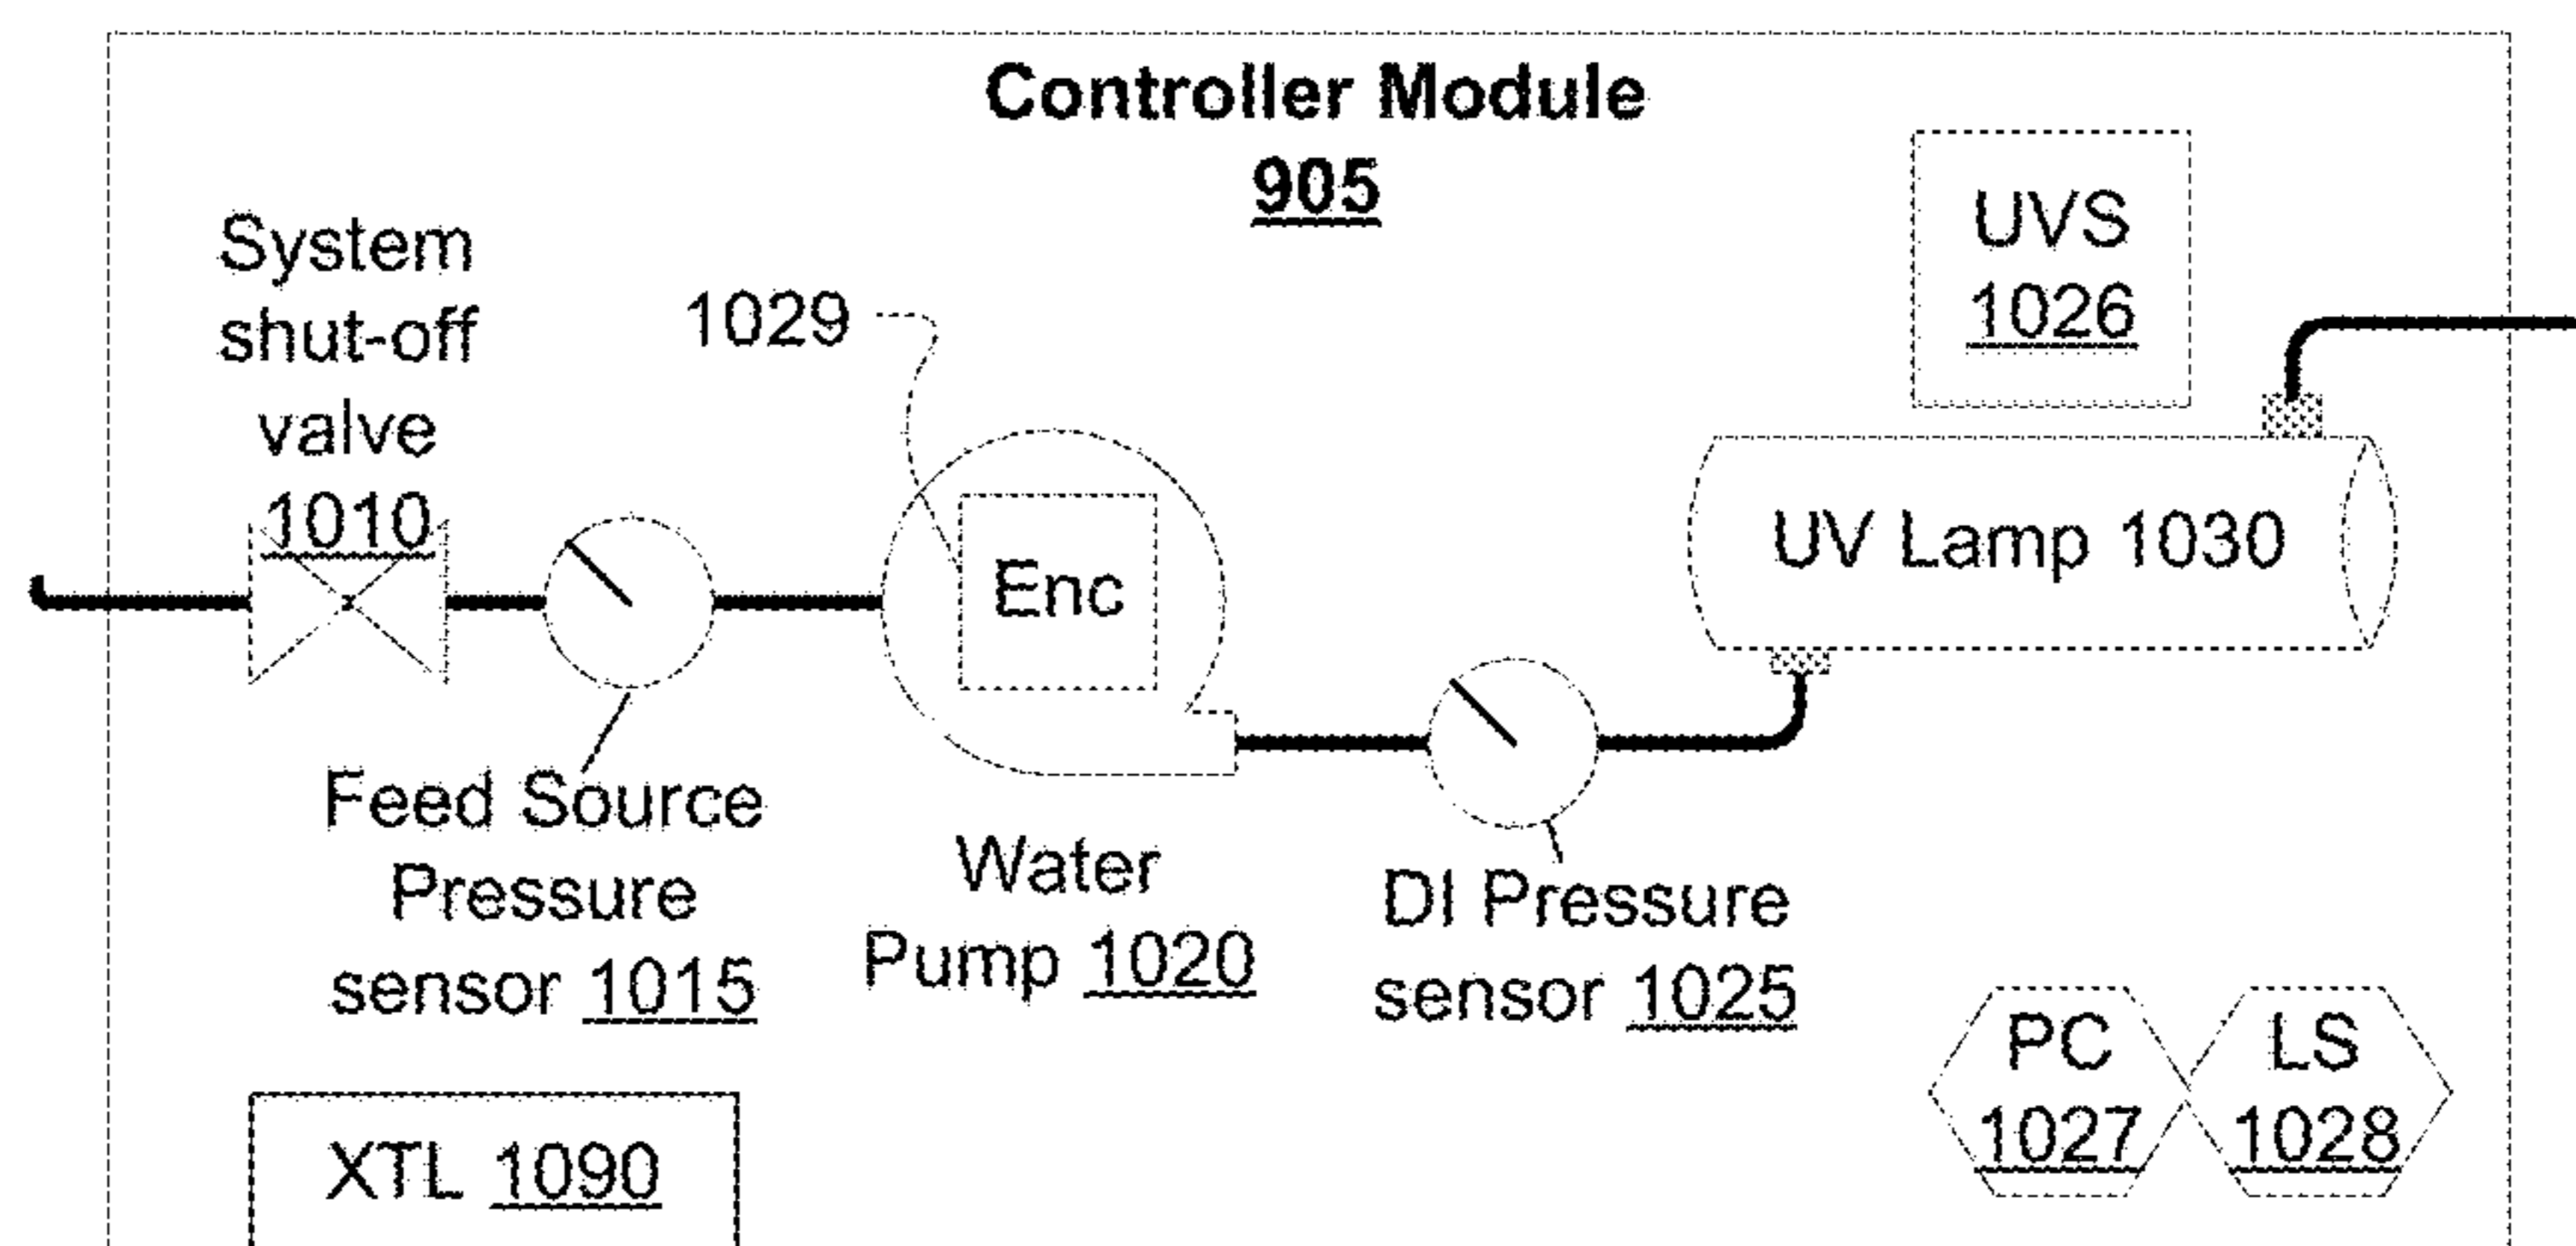 Controller Module
905
System
shut-off
valve
1010
1029
UVS
1026
Enc
UV Lamp 1030
Feed Source
Pressure
sensor 1015
Water
Pump 1020
DI Pressure
sensor 1025
PC
1027
LS
1028
XTL 1090